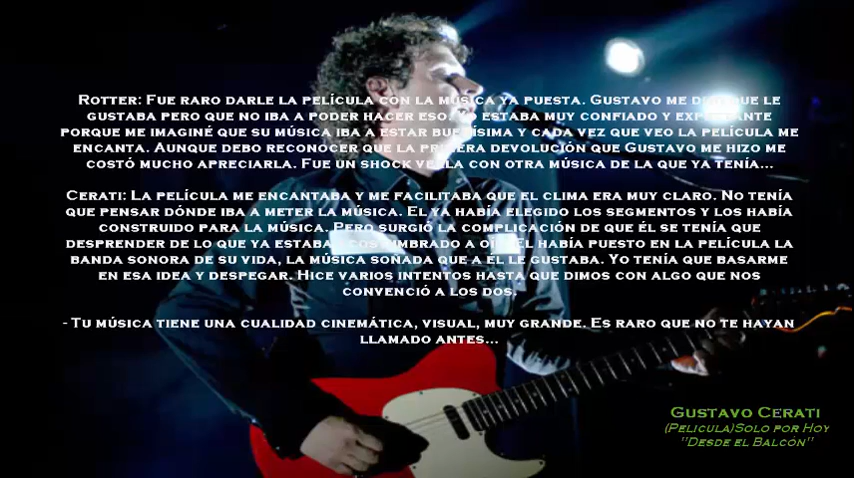 Rotter: Fue raro darle la película con la música ya puesta. Gustavo me dijo que le
gustaba pero que no iba a poder hacer eso. Yo estaba muy confiado y expectante
porque me imaginé que su música iba a estar buenísima y cada vez que veo la película me
encanta. Aunque debo reconocer que la primera devolución que Gustavo me hizo me
costó mucho apreciarla. Fue un shock verla con otra música de la que ya tenía...
Cerati: La película me encantaba y me facilitaba que el clima era muy claro. No tenía
que pensar dónde iba a meter la música. El ya había elegido los segmentos y los había
construido para la música. Pero surgió la complicación de que él se tenía que
desprender de lo que ya estaba acostumbrado a oír. Él había puesto en la película la
banda sonora de su vida, la música soñada que a él le gustaba. Yo tenía que basarme
en esa idea y despegar. Hice varios intentos hasta que dimos con algo que nos
convenció a los dos.
- Tu música tiene una cualidad cinemática, visual, muy grande. Es raro que no te hayan
llamado antes...
Gustavo Cerati
(Pelicula)Solo por Hoy
"Desde el Balcón"